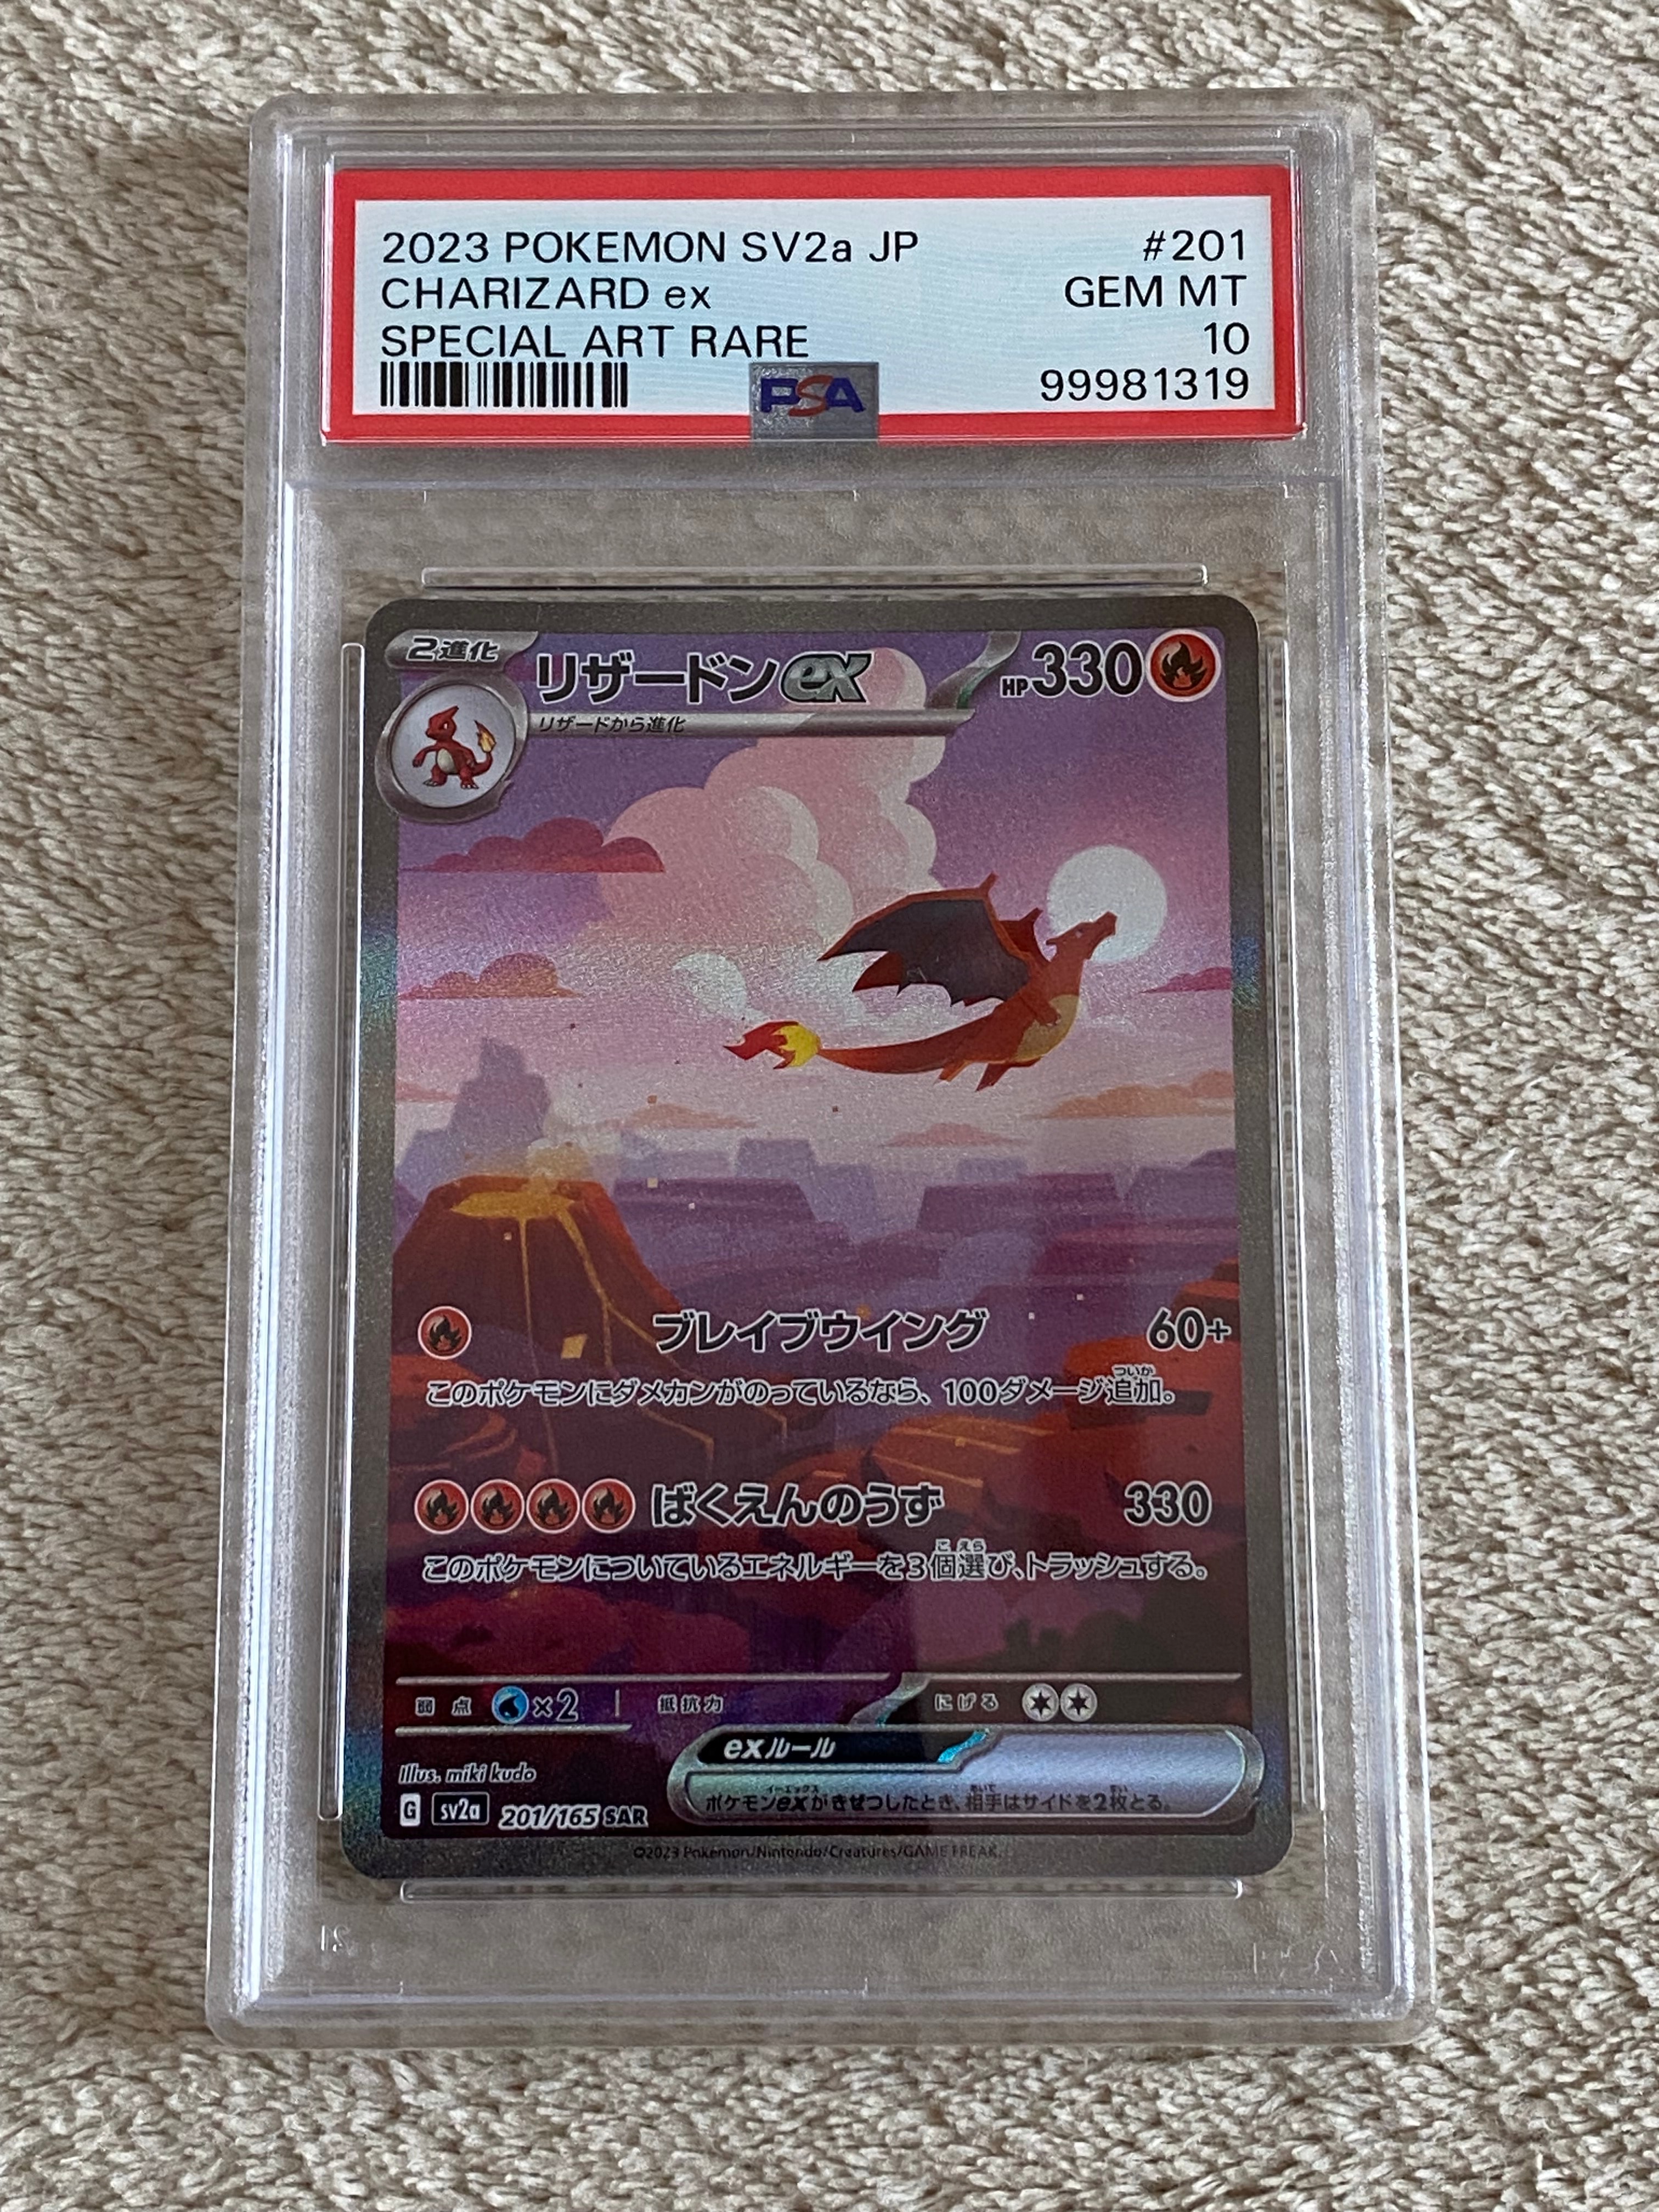 2023 POKEMON SV2a JP #201
CHARIZARD ex GEM MT
SPECIAL ART RARE 10
PSA 99981319
2進化 リザードンex HP330
リザードから進化
ブレイブウイング 60+
このポケモンにダメカンがのっているなら、100ダメージ追加。
ばくえんのうず 330
このポケモンについているエネルギーを3個選び、トラッシュする。
弱点 ×2 抵抗力 にげる
exルール
ポケモンexがきぜつしたとき、相手はサイドを2枚とる。
Illus. miki kudo
G sv2a 201/165 SAR
©2023 Pokémon/Nintendo/Creatures/GAME FREAK.